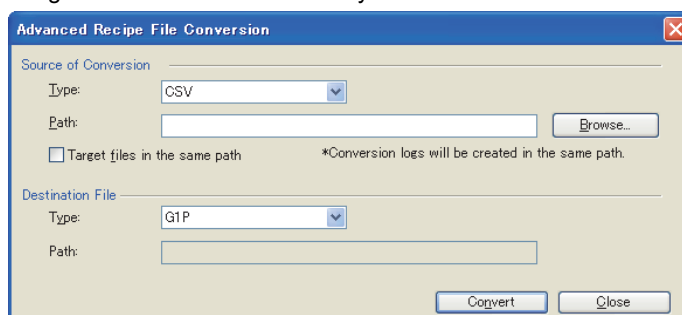 Advanced Recipe File Conversion
Source of Conversion
Type: CSV
Path: Browse...
Target files in the same path *Conversion logs will be created in the same path.
Destination File
Type: G1P
Path:
Convert Close